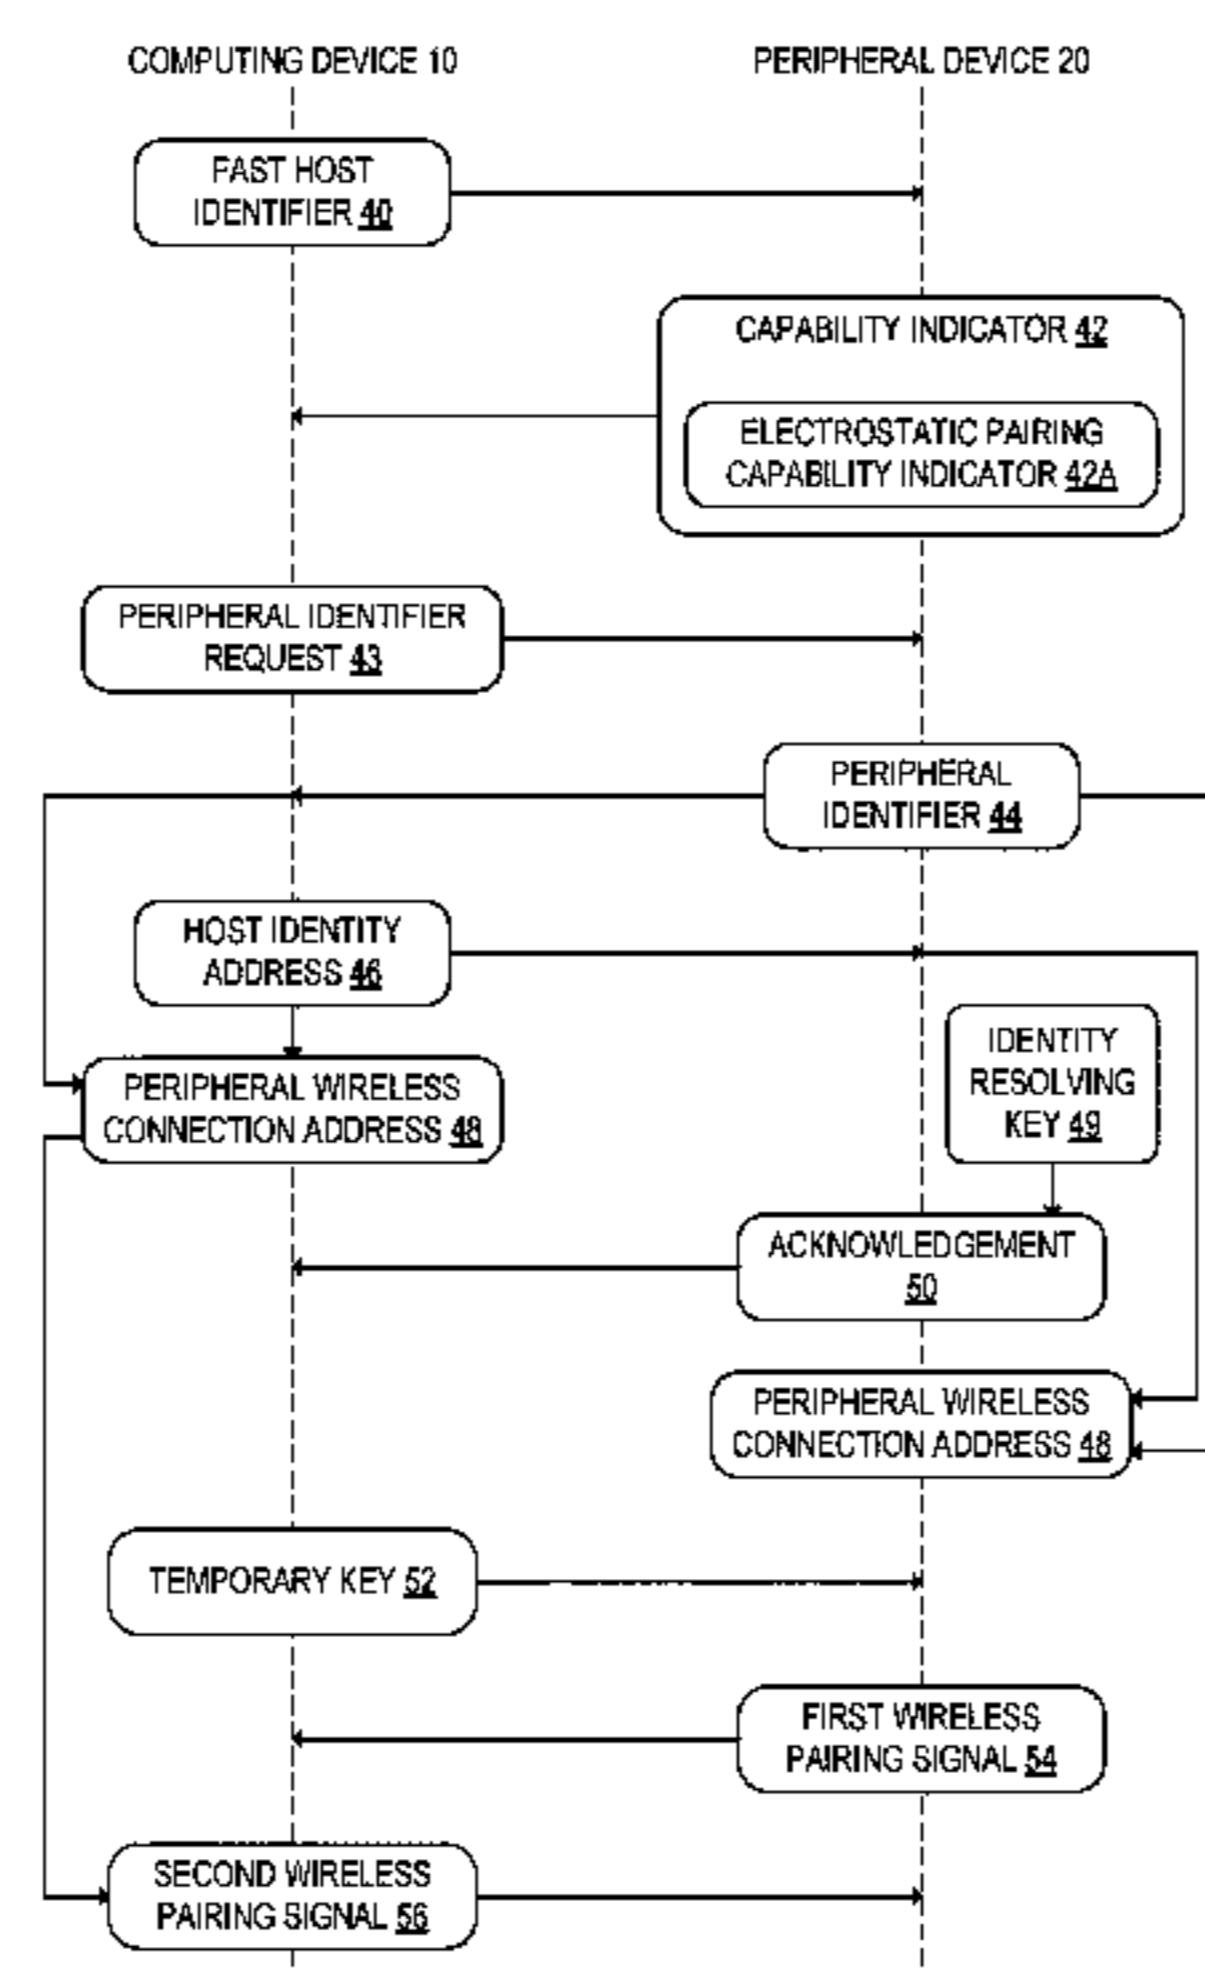 COMPUTING DEVICE 10
PERIPHERAL DEVICE 20
FAST HOST
IDENTIFIER 40
CAPABILITY INDICATOR 42
ELECTROSTATIC PAIRING
CAPABILITY INDICATOR 42A
PERIPHERAL IDENTIFIER
REQUEST 43
PERIPHERAL
IDENTIFIER 44
HOST IDENTITY
ADDRESS 46
IDENTITY
RESOLVING
KEY 49
PERIPHERAL WIRELESS
CONNECTION ADDRESS 48
ACKNOWLEDGEMENT
50
PERIPHERAL WIRELESS
CONNECTION ADDRESS 48
TEMPORARY KEY 52
FIRST WIRELESS
PAIRING SIGNAL 54
SECOND WIRELESS
PAIRING SIGNAL 56